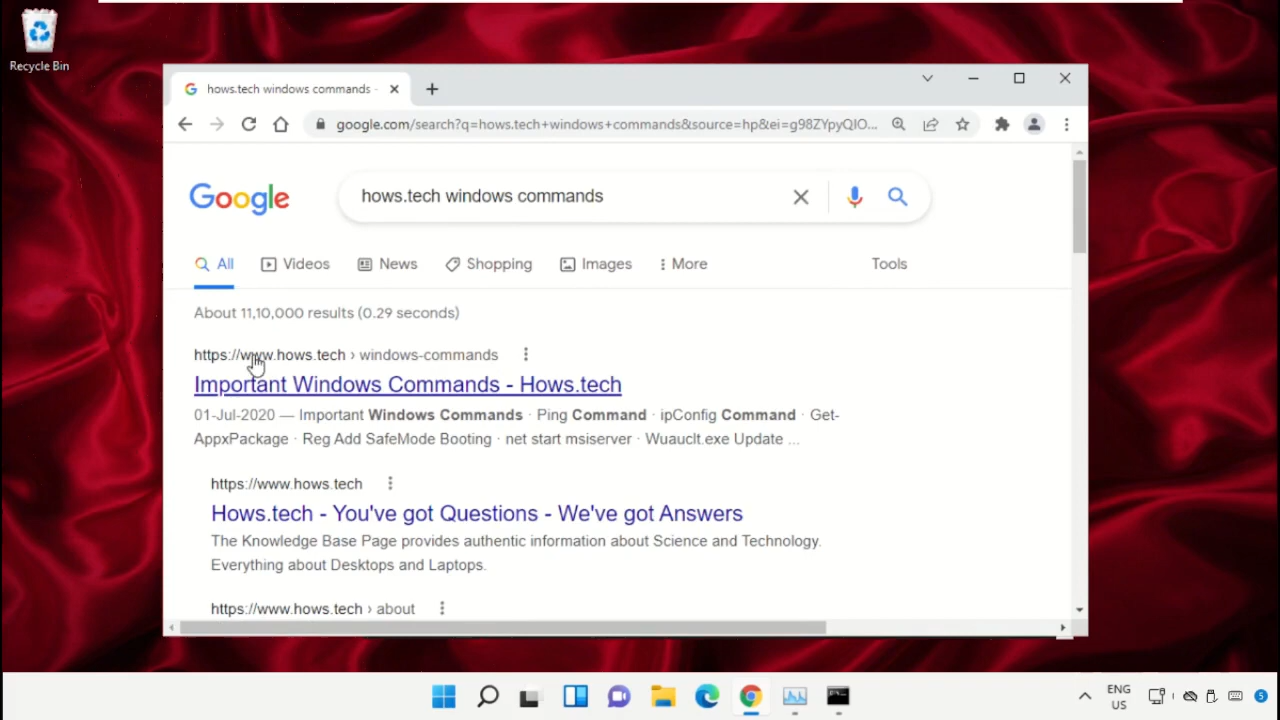 Recycle Bin
hows.tech windows commands -
google.com/search?q=hows.tech+windows+commands&source=hp&ei=g98ZYpyQIO...
Google
hows.tech windows commands
All Videos News Shopping Images More Tools
About 11,10,000 results (0.29 seconds)
https://www.hows.tech › windows-commands
Important Windows Commands - Hows.tech
01-Jul-2020 — Important Windows Commands · Ping Command · ipConfig Command · Get-
AppxPackage · Reg Add SafeMode Booting · net start msiserver · Wuauclt.exe Update ...
https://www.hows.tech
Hows.tech - You've got Questions - We've got Answers
The Knowledge Base Page provides authentic information about Science and Technology.
Everything about Desktops and Laptops.
https://www.hows.tech › about
ENG
US
5